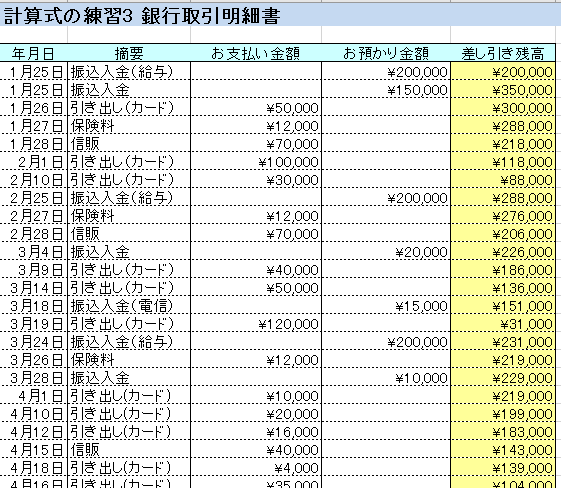 計算式の練習3 銀行取引明細書
年月日 摘要 お支払い金額 お預かり金額 差し引き残高
1月25日 振込入金(給与) ¥200,000 ¥200,000
1月25日 振込入金 ¥150,000 ¥350,000
1月26日 引き出し(カード) ¥50,000 ¥300,000
1月27日 保険料 ¥12,000 ¥288,000
1月28日 信販 ¥70,000 ¥218,000
2月1日 引き出し(カード) ¥100,000 ¥118,000
2月10日 引き出し(カード) ¥30,000 ¥88,000
2月25日 振込入金(給与) ¥200,000 ¥288,000
2月27日 保険料 ¥12,000 ¥276,000
2月28日 信販 ¥70,000 ¥206,000
3月4日 振込入金 ¥20,000 ¥226,000
3月9日 引き出し(カード) ¥40,000 ¥186,000
3月14日 引き出し(カード) ¥50,000 ¥136,000
3月18日 振込入金(電信) ¥15,000 ¥151,000
3月19日 引き出し(カード) ¥120,000 ¥31,000
3月24日 振込入金(給与) ¥200,000 ¥231,000
3月26日 保険料 ¥12,000 ¥219,000
3月28日 振込入金 ¥10,000 ¥229,000
4月1日 引き出し(カード) ¥10,000 ¥219,000
4月10日 引き出し(カード) ¥20,000 ¥199,000
4月12日 引き出し(カード) ¥16,000 ¥183,000
4月15日 信販 ¥40,000 ¥143,000
4月18日 引き出し(カード) ¥4,000 ¥139,000
4月16日 引き出し(カード) ¥35,000 ¥104,000